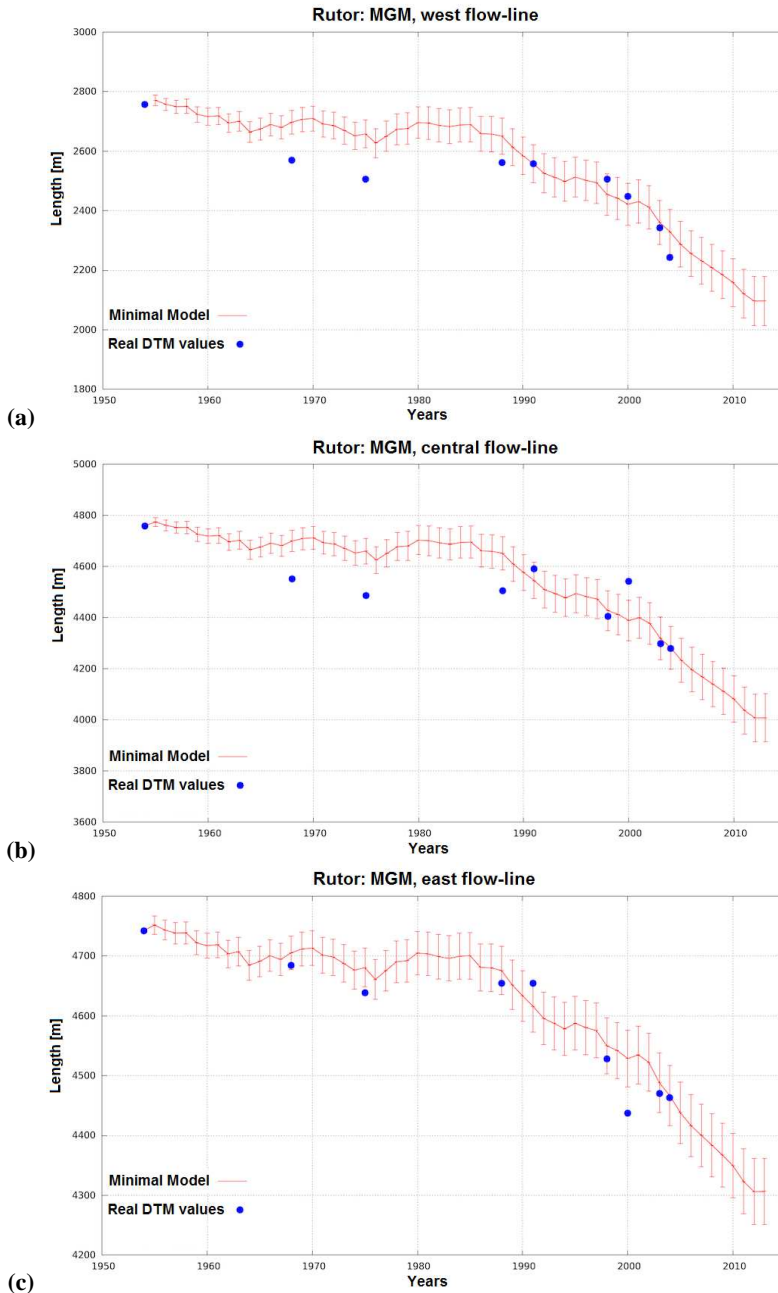 Rutor: MGM, west flow-line
3000
2800
2600
2400
2200
2000
1800
Length [m]
Minimal Model
Real DTM values
1950 1960 1970 1980 1990 2000 2010
Years
(a)
Rutor: MGM, central flow-line
5000
4800
4600
4400
4200
4000
3800
3600
Length [m]
Minimal Model
Real DTM values
1950 1960 1970 1980 1990 2000 2010
Years
(b)
Rutor: MGM, east flow-line
4800
4700
4600
4500
4400
4300
4200
Length [m]
Minimal Model
Real DTM values
1950 1960 1970 1980 1990 2000 2010
Years
(c)